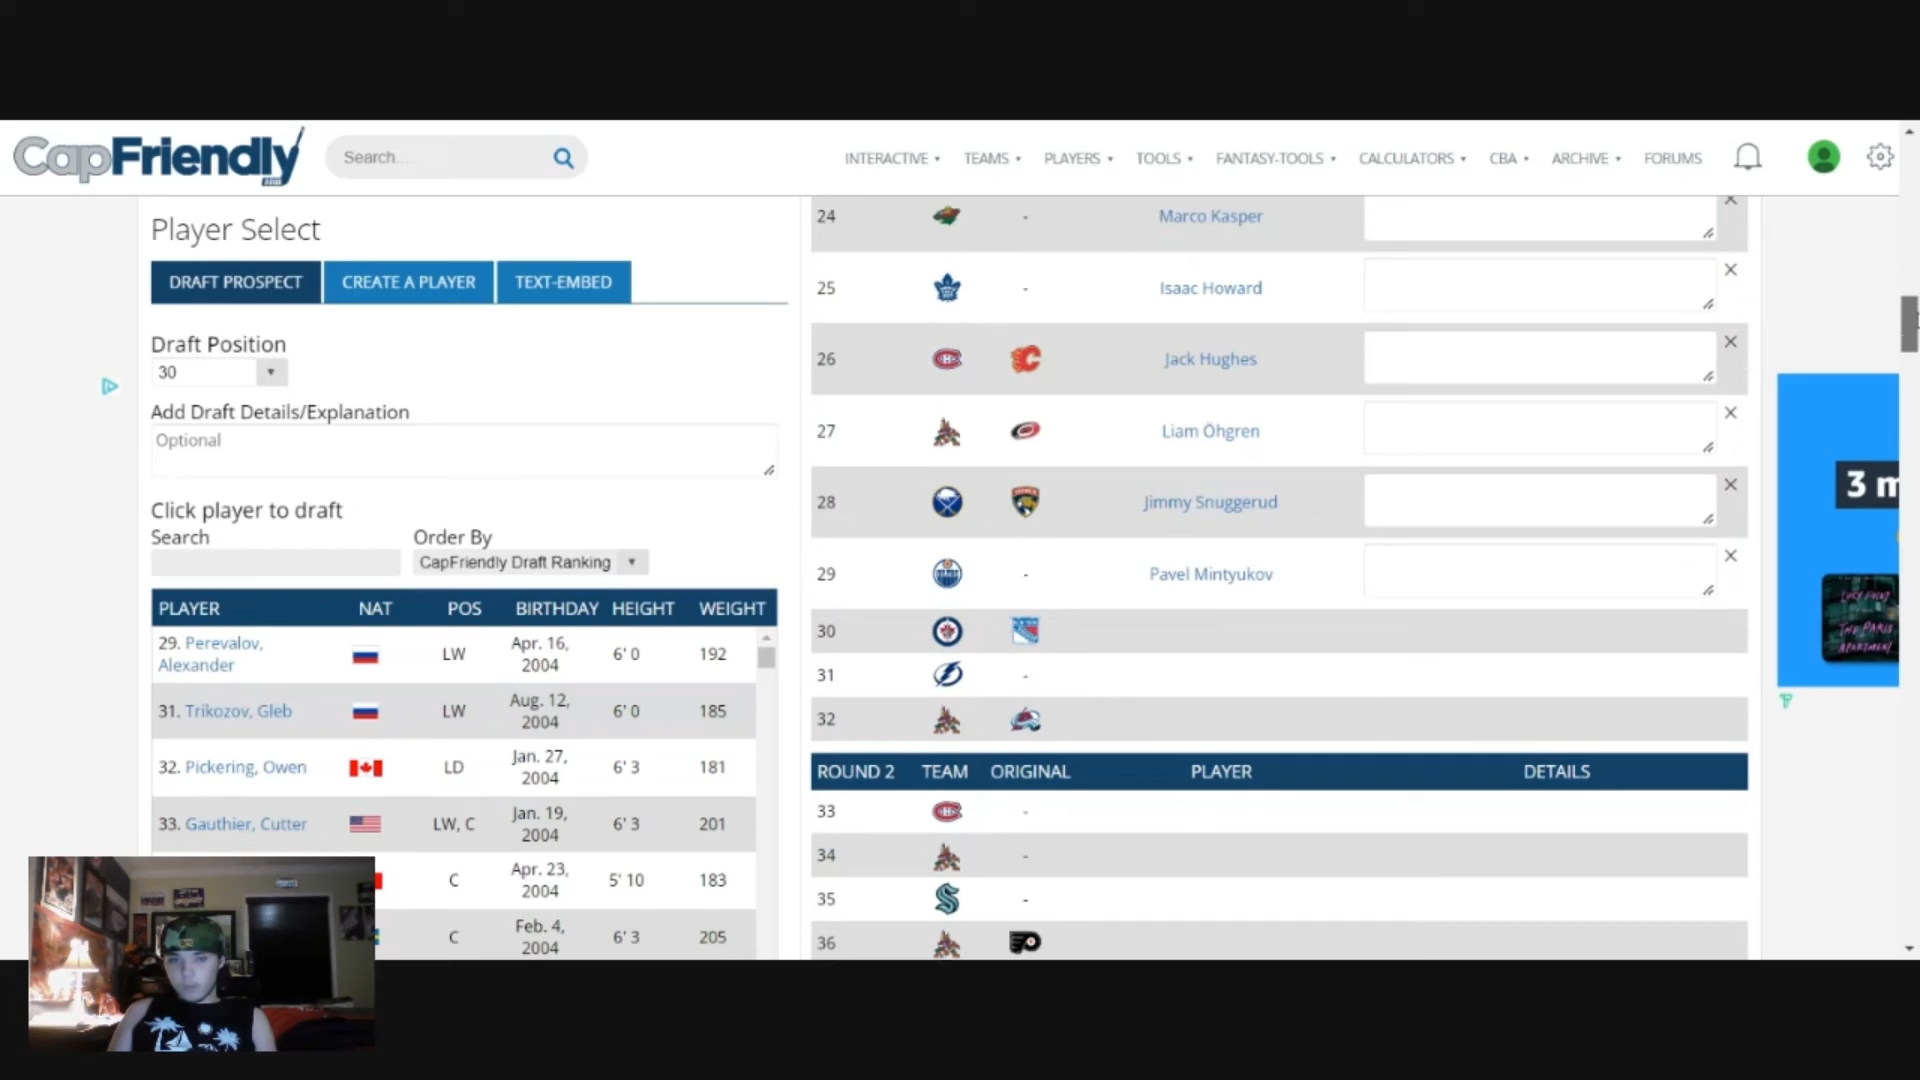 CapFriendly
Search...
INTERACTIVE
TEAMS
PLAYERS
TOOLS
FANTASY-TOOLS
CALCULATORS
CBA
ARCHIVE
FORUMS
Player Select
DRAFT PROSPECT
CREATE A PLAYER
TEXT-EMBED
Draft Position
30
Add Draft Details/Explanation
Optional
Click player to draft
Search
Order By
CapFriendly Draft Ranking
PLAYER NAT POS BIRTHDAY HEIGHT WEIGHT
29. Perevalov, Alexander LW Apr. 16, 2004 6' 0 192
31. Trikozov, Gleb LW Aug. 12, 2004 6' 0 185
32. Pickering, Owen LD Jan. 27, 2004 6' 3 181
33. Gauthier, Cutter LW, C Jan. 19, 2004 6' 3 201
C Apr. 23, 2004 5' 10 183
C Feb. 4, 2004 6' 3 205
24 - Marco Kasper
25 - Isaac Howard
26 Jack Hughes
27 Liam Öhgren
28 Jimmy Snuggerud
29 - Pavel Mintyukov
30
31 -
32
ROUND 2 TEAM ORIGINAL PLAYER DETAILS
33 -
34 -
35 -
36
3 m
LUCY FOLEY
THE PARIS
APARTMENT